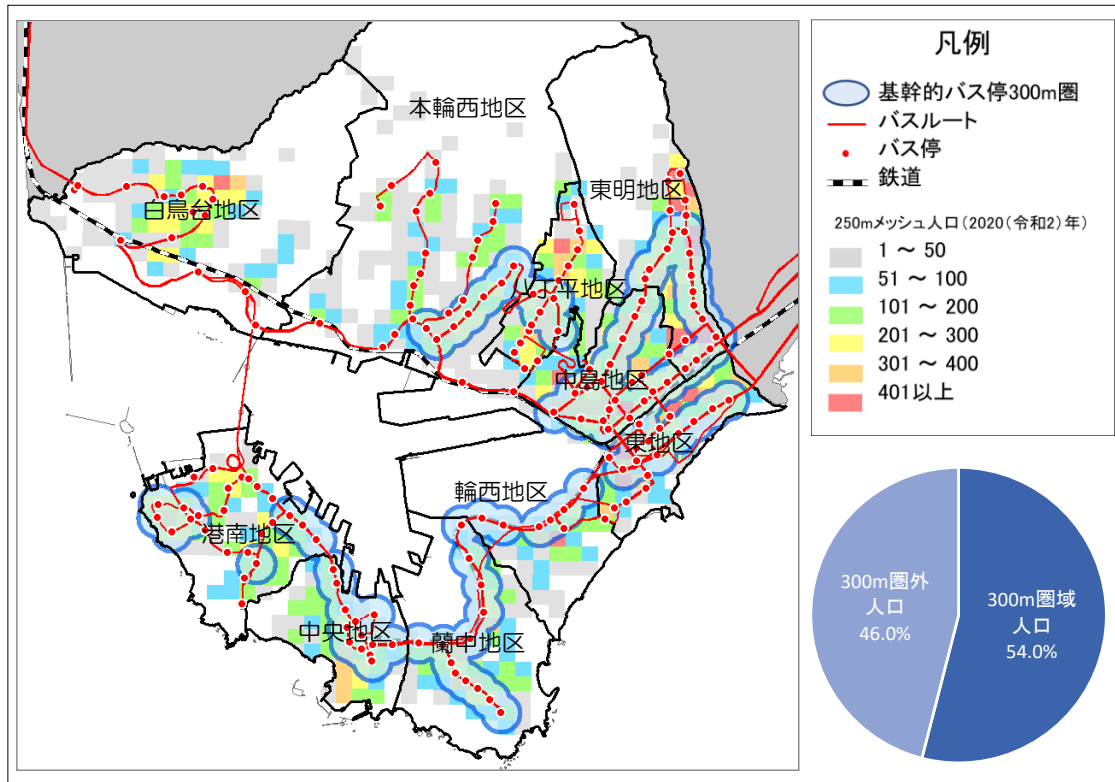 本輪西地区
東明地区
白鳥台地区
八丁平地区
中島地区
東地区
輪西地区
港南地区
中央地区
蘭中地区
凡例
基幹的バス停300m圏
バスルート
バス停
鉄道
250mメッシュ人口(2020(令和2)年)
1 ~ 50
51 ~ 100
101 ~ 200
201 ~ 300
301 ~ 400
401以上
300m圏外
人口
46.0%
300m圏域
人口
54.0%